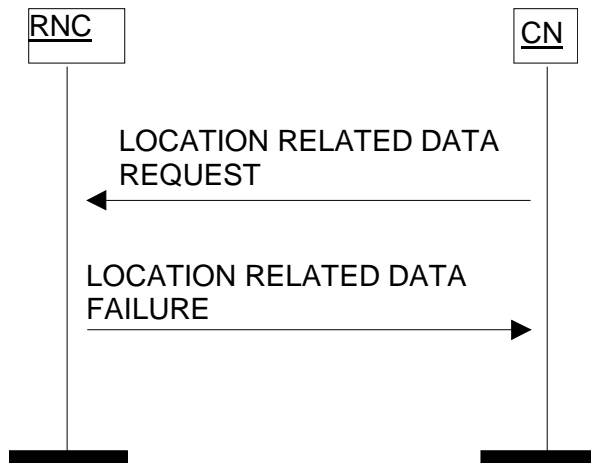 RNC
CN
LOCATION RELATED DATA
REQUEST
LOCATION RELATED DATA
FAILURE